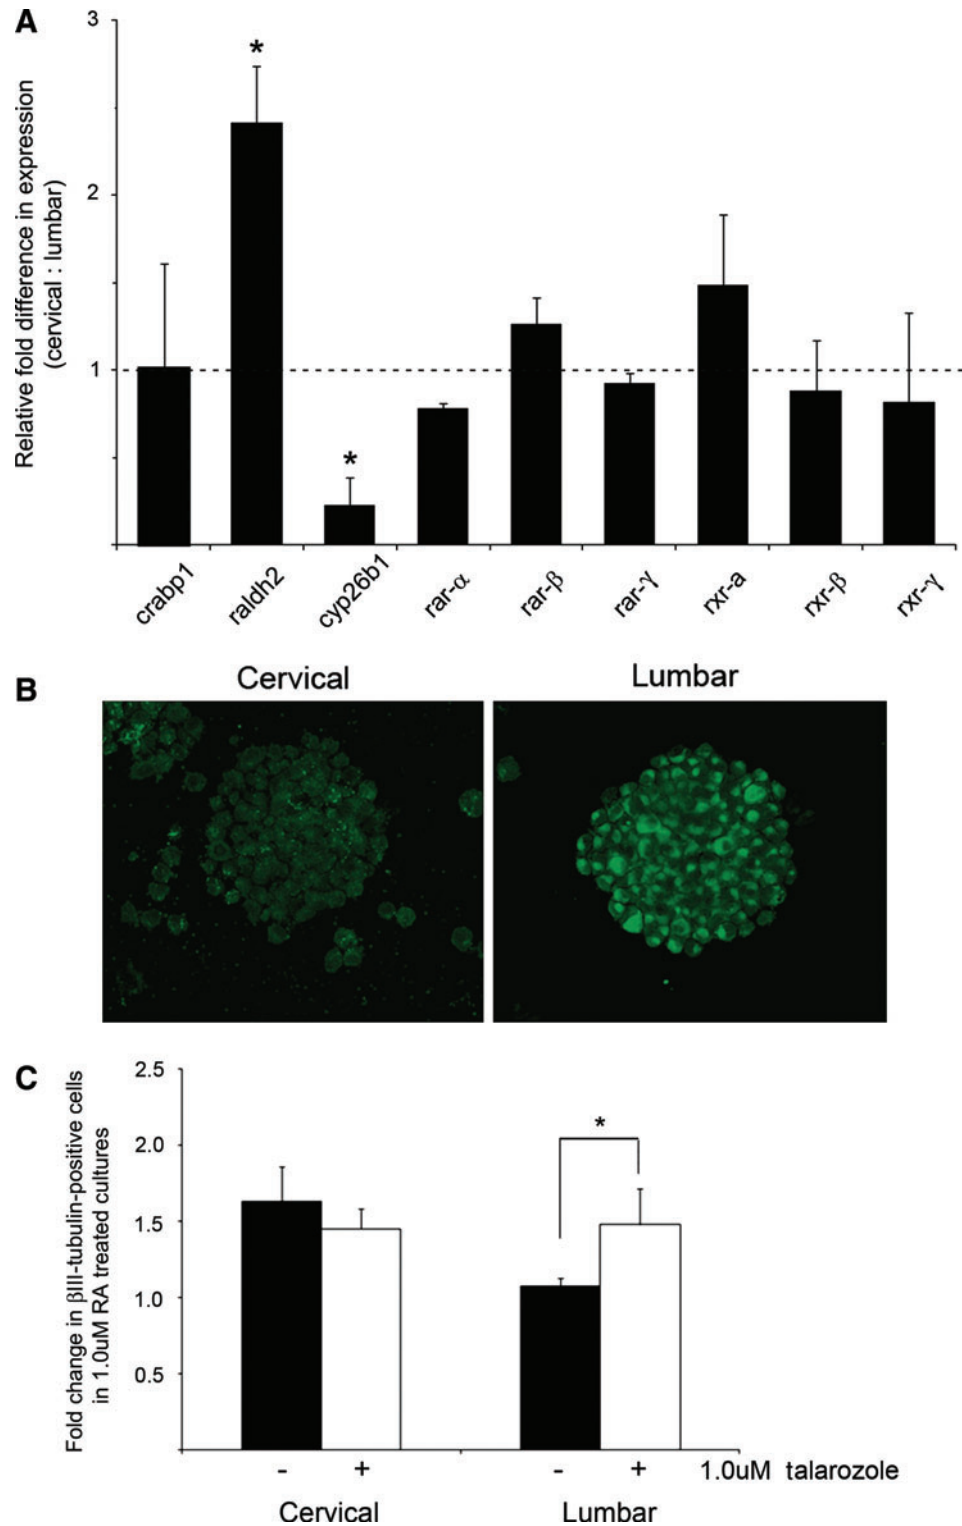 A
Relative fold difference in expression
(cervical : lumbar)
3
2
1
*
*
crabp1
raldh2
cyp26b1
rar-α
rar-β
rar-γ
rxr-a
rxr-β
rxr-γ
B
Cervical
Lumbar
C
Fold change in βIII-tubulin-positive cells
in 1.0uM RA treated cultures
2.5
2.0
1.5
1.0
0.5
*
- + - + 1.0uM talarozole
Cervical
Lumbar